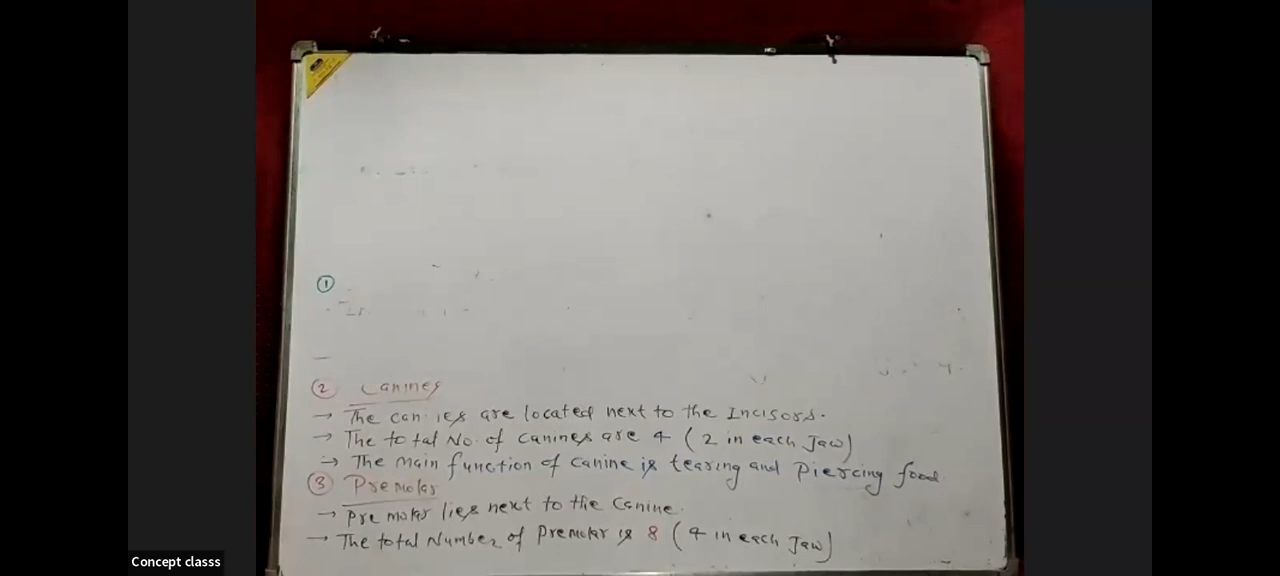 ①
② Canines
→ The canines are located next to the Incisors.
→ The total No. of canines are 4 (2 in each Jaw)
→ The main function of canine is tearing and Piercing food
③ Premolar
→ Pre molar lies next to the Canine.
→ The total Number of Premolar is 8 (4 in each Jaw)
Concept classs